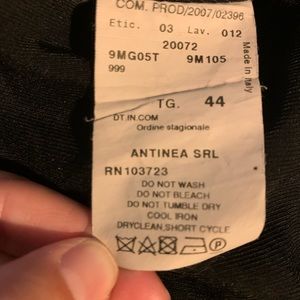 COM. PROD/2007/02396
Etic. 03 Lav. 012
20072
9MG05T 9M105
999
Made in Italy
TG. 44
DT.IN.COM
Ordine stagionale
ANTINEA SRL
RN103723
DO NOT WASH
DO NOT BLEACH
DO NOT TUMBLE DRY
COOL IRON
DRYCLEAN,SHORT CYCLE
P